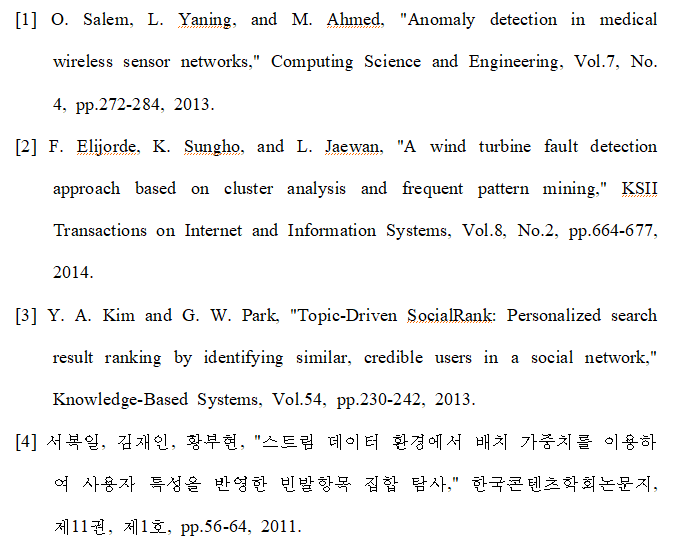 [1] O. Salem, L. Yaning, and M. Ahmed, "Anomaly detection in medical
wireless sensor networks," Computing Science and Engineering, Vol.7, No.
4, pp.272-284, 2013.
[2] F. Elijorde, K. Sungho, and L. Jaewan, "A wind turbine fault detection
approach based on cluster analysis and frequent pattern mining," KSII
Transactions on Internet and Information Systems, Vol.8, No.2, pp.664-677,
2014.
[3] Y. A. Kim and G. W. Park, "Topic-Driven SocialRank: Personalized search
result ranking by identifying similar, credible users in a social network,"
Knowledge-Based Systems, Vol.54, pp.230-242, 2013.
[4] 서복일, 김재인, 황부현, "스트림 데이터 환경에서 배치 가중치를 이용하
여 사용자 특성을 반영한 빈발항목 집합 탐사," 한국콘텐츠학회논문지,
제11권, 제1호, pp.56-64, 2011.